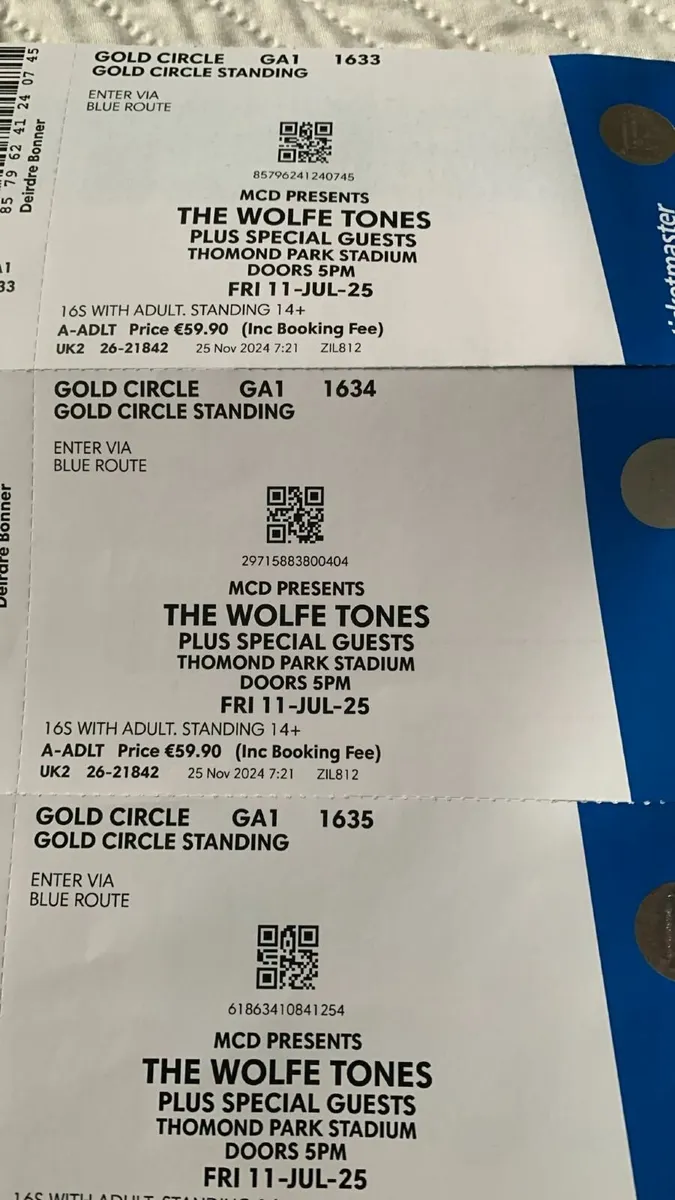 GOLD CIRCLE GA1 1633
GOLD CIRCLE STANDING
ENTER VIA
BLUE ROUTE
85796241240745
MCD PRESENTS
THE WOLFE TONES
PLUS SPECIAL GUESTS
THOMOND PARK STADIUM
DOORS 5PM
FRI 11-JUL-25
16S WITH ADULT. STANDING 14+
A-ADLT Price €59.90 (Inc Booking Fee)
UK2 26-21842 25 Nov 2024 7:21 ZIL812
85 79 62 41 24 07 45
Deirdre Bonner
33
ticketmaster
GOLD CIRCLE GA1 1634
GOLD CIRCLE STANDING
ENTER VIA
BLUE ROUTE
29715883800404
MCD PRESENTS
THE WOLFE TONES
PLUS SPECIAL GUESTS
THOMOND PARK STADIUM
DOORS 5PM
FRI 11-JUL-25
16S WITH ADULT. STANDING 14+
A-ADLT Price €59.90 (Inc Booking Fee)
UK2 26-21842 25 Nov 2024 7:21 ZIL812
Deirdre Bonner
GOLD CIRCLE GA1 1635
GOLD CIRCLE STANDING
ENTER VIA
BLUE ROUTE
61863410841254
MCD PRESENTS
THE WOLFE TONES
PLUS SPECIAL GUESTS
THOMOND PARK STADIUM
DOORS 5PM
FRI 11-JUL-25
16S WITH ADULT. STANDING